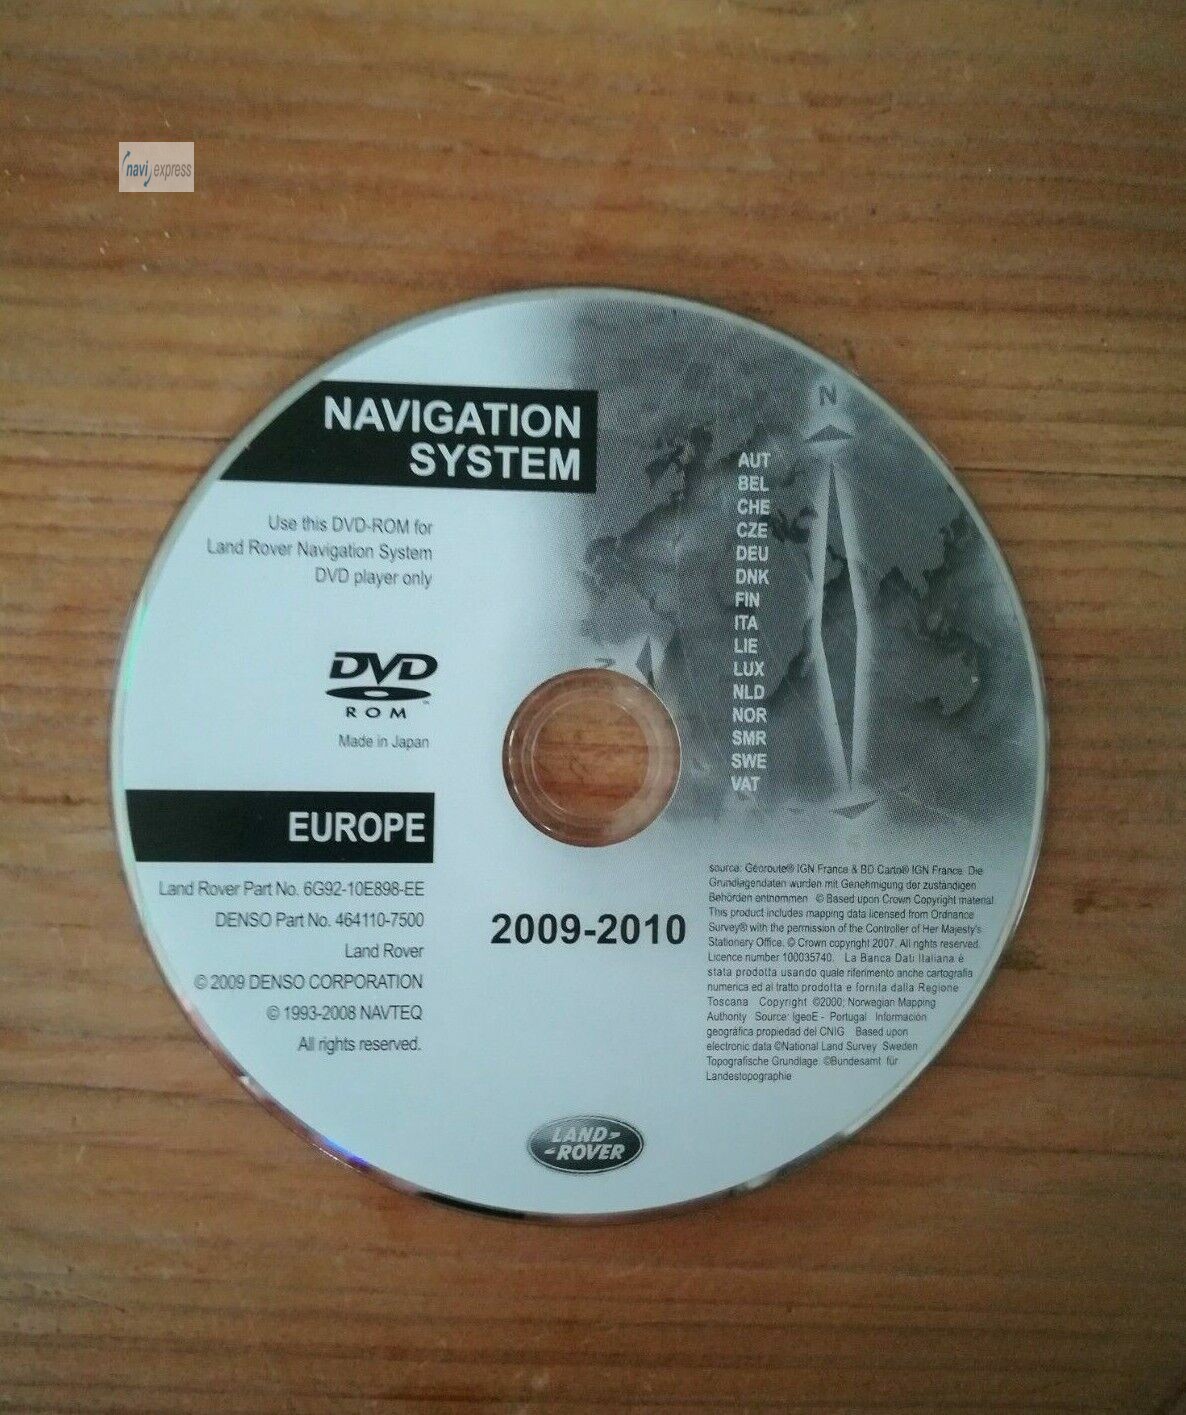 navi express
NAVIGATION
SYSTEM
Use this DVD-ROM for
Land Rover Navigation System
DVD player only
DVD
ROM
Made in Japan
EUROPE
Land Rover Part No. 6G92-10E898-EE
DENSO Part No. 464110-7500
Land Rover
© 2009 DENSO CORPORATION
© 1993-2008 NAVTEQ
All rights reserved.
2009-2010
N
AUT
BEL
CHE
CZE
DEU
DNK
FIN
ITA
LIE
LUX
NLD
NOR
SMR
SWE
VAT
source: Géoroute® IGN France & BD Carto® IGN France. Die
Grundlagendaten wurden mit Genehmigung der zuständigen
Behörden entnommen © Based upon Crown Copyright material.
This product includes mapping data licensed from Ordnance
Survey® with the permission of the Controller of Her Majesty's
Stationery Office. © Crown copyright 2007. All rights reserved.
Licence number 100035740. La Banca Dati Italiana è
stata prodotta usando quale riferimento anche cartografia
numerica ed al tratto prodotta e fornita dalla Regione
Toscana Copyright ©2000; Norwegian Mapping
Authority Source: IgeoE - Portugal Información
geográfica propiedad del CNIG Based upon
electronic data ©National Land Survey Sweden
Topografische Grundlage ©Bundesamt für
Landestopographie
LAND-
-ROVER